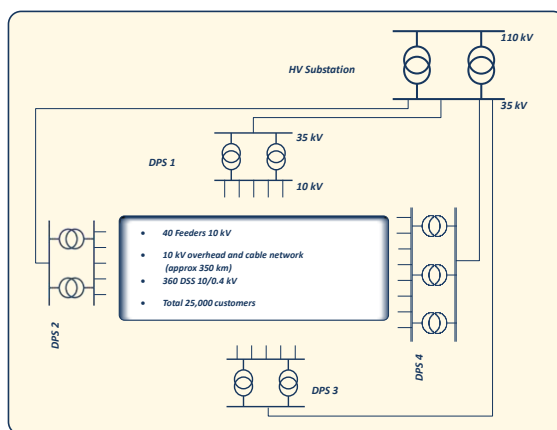 110 kV
HV Substation
35 kV
35 kV
DPS 1
10 kV
• 40 Feeders 10 kV
• 10 kV overhead and cable network
(approx 350 km)
• 360 DSS 10/0.4 kV
• Total 25,000 customers
DPS 2
DPS 4
DPS 3